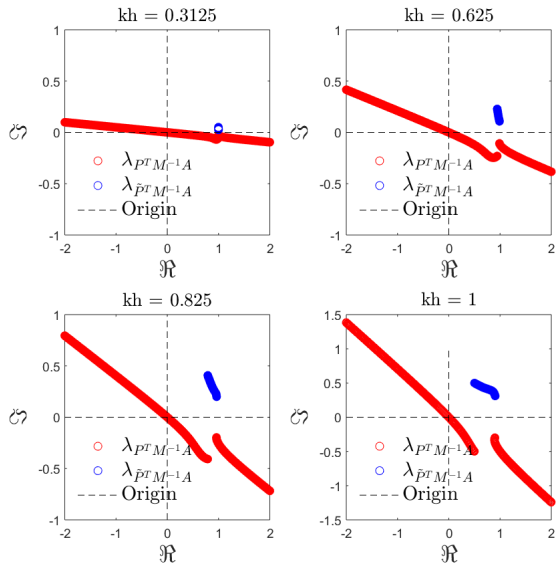 kh = 0.3125
1
0.5
0
-0.5
-1
ℑ
λ_{P^T M^{-1} A}
λ_{P̃^T M^{-1} A}
Origin
-2 -1 0 1 2
ℜ
kh = 0.625
1
0.5
0
-0.5
-1
ℑ
λ_{P^T M^{-1} A}
λ_{P̃^T M^{-1} A}
Origin
-2 -1 0 1 2
ℜ
kh = 0.825
1
0.5
0
-0.5
-1
ℑ
λ_{P^T M^{-1} A}
λ_{P̃^T M^{-1} A}
Origin
-2 -1 0 1 2
ℜ
kh = 1
1.5
1
0.5
0
-0.5
-1
-1.5
ℑ
λ_{P^T M^{-1} A}
λ_{P̃^T M^{-1} A}
Origin
-2 -1 0 1 2
ℜ